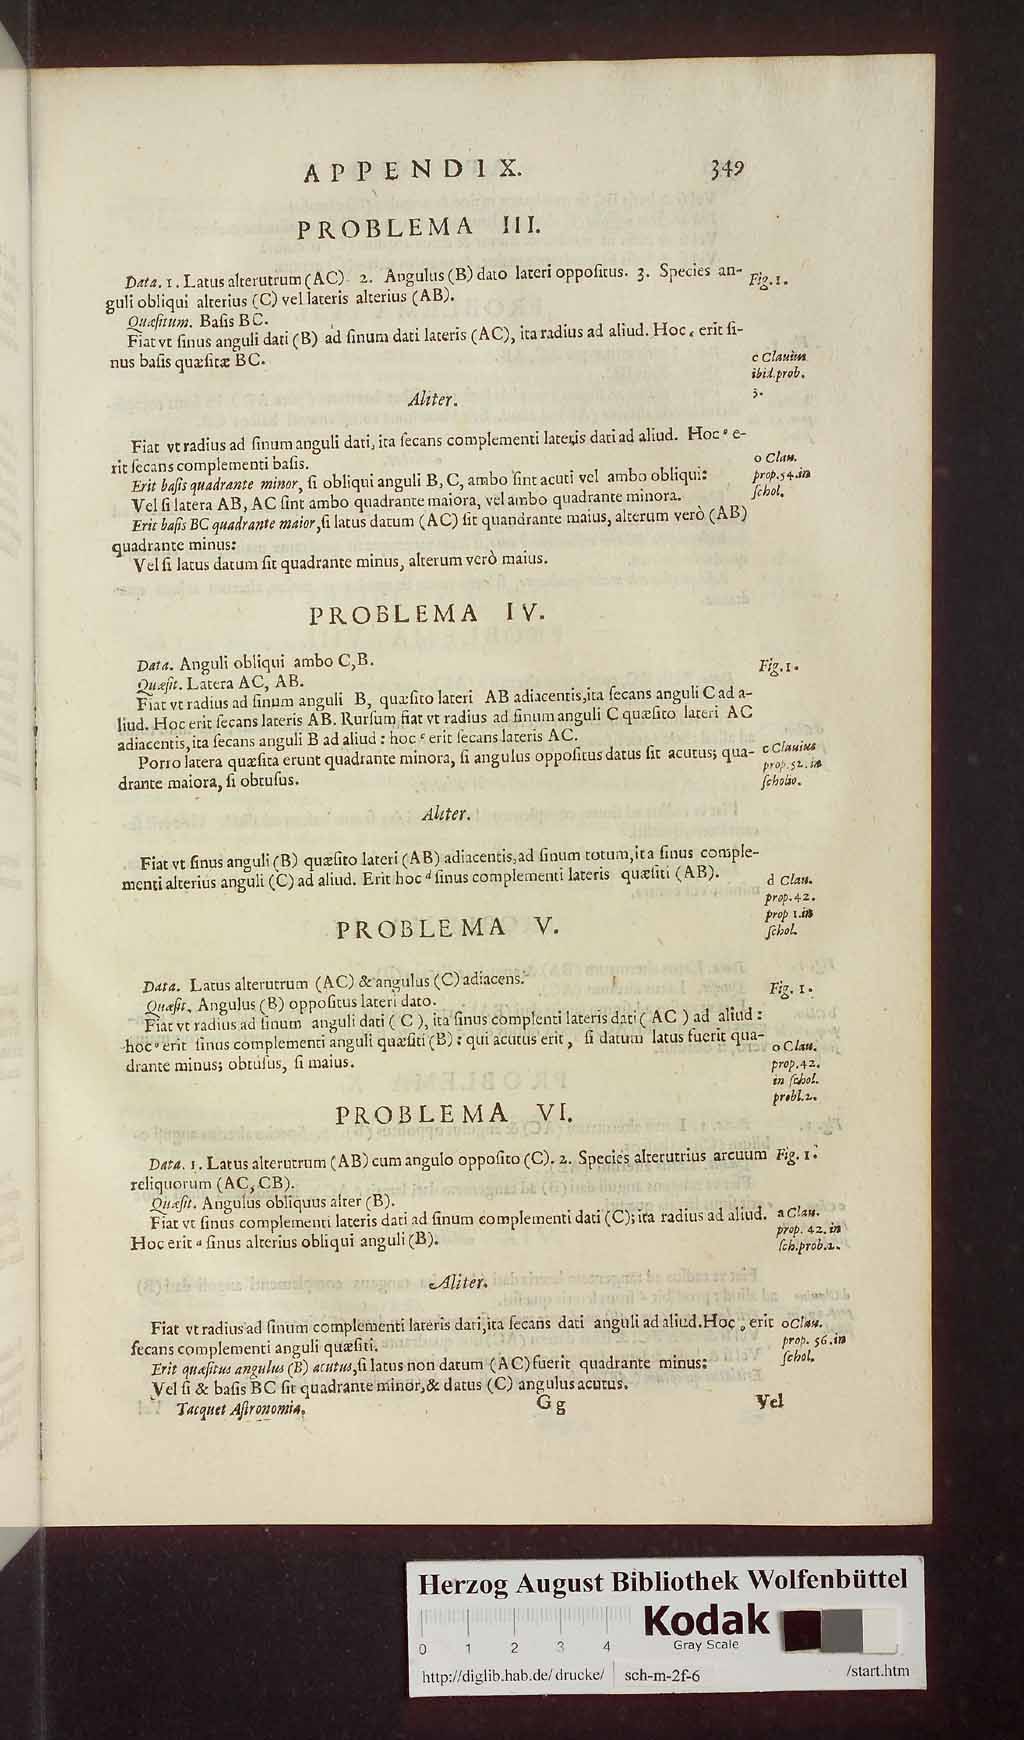 APPENDIX. 349
PROBLEMA III.
Data. 1. Latus alterutrum (AC) 2. Angulus (B) dato lateri oppoſitus. 3. Species an-
Fig. 1.
guli obliqui alterius (C) vel lateris alterius (AB).
Quæſitum. Baſis BC.
Fiat vt ſinus anguli dati (B) ad ſinum dati lateris (AC), ita radius ad aliud. Hoc c erit ſi-
nus baſis quæſitæ BC.
c Clauius
ibid. prob.
3.
Aliter.
Fiat vt radius ad ſinum anguli dati, ita ſecans complementi lateris dati ad aliud. Hoc o e-
rit ſecans complementi baſis.
o Clau.
prop. 54. in
ſchol.
Erit baſis quadrante minor, ſi obliqui anguli B, C, ambo ſint acuti vel ambo obliqui:
Vel ſi latera AB, AC ſint ambo quadrante maiora, vel ambo quadrante minora.
Erit baſis BC quadrante maior, ſi latus datum (AC) ſit quandrante maius, alterum verò (AB)
quadrante minus:
Vel ſi latus datum ſit quadrante minus, alterum verò maius.
PROBLEMA IV.
Data. Anguli obliqui ambo C, B.
Fig. 1.
Quæſit. Latera AC, AB.
Fiat vt radius ad ſinum anguli B, quæſito lateri AB adiacentis, ita ſecans anguli C ad a-
liud. Hoc erit ſecans lateris AB. Rurſum fiat vt radius ad ſinum anguli C quæſito lateri AC
adiacentis, ita ſecans anguli B ad aliud: hoc c erit ſecans lateris AC.
Porro latera quæſita erunt quadrante minora, ſi angulus oppoſitus datus ſit acutus; qua-
drante maiora, ſi obtuſus.
c Clauius
prop. 52. in
ſcholio.
Aliter.
Fiat vt ſinus anguli (B) quæſito lateri (AB) adiacentis, ad ſinum totum, ita ſinus comple-
menti alterius anguli (C) ad aliud. Erit hoc d ſinus complementi lateris quæſiti (AB).
d Clau.
prop. 42.
prop 1. in
ſchol.
PROBLEMA V.
Data. Latus alterutrum (AC) & angulus (C) adiacens.
Fig. 1.
Quæſit. Angulus (B) oppoſitus lateri dato.
Fiat vt radius ad ſinum anguli dati (C), ita ſinus complenti lateris dati (AC) ad aliud:
hoc o erit ſinus complementi anguli quæſiti (B): qui acutus erit, ſi datum latus fuerit qua-
drante minus; obtuſus, ſi maius.
o Clau.
prop. 42.
in ſchol.
probl. 2.
PROBLEMA VI.
Data. 1. Latus alterutrum (AB) cum angulo oppoſito (C). 2. Species alterutrius arcuum
Fig. 1.
reliquorum (AC, CB).
Quæſit. Angulus obliquus alter (B).
Fiat vt ſinus complementi lateris dati ad ſinum complementi dati (C); ita radius ad aliud.
Hoc erit a ſinus alterius obliqui anguli (B).
a Clau.
prop. 42. in
ſch. prob. 2.
Aliter.
Fiat vt radius ad ſinum complementi lateris dati, ita ſecans dati anguli ad aliud. Hoc o erit
ſecans complementi anguli quæſiti.
o Clau.
prop. 56. in
ſchol.
Erit quæſitus angulus (B) acutus, ſi latus non datum (AC) fuerit quadrante minus:
Vel ſi & baſis BC ſit quadrante minor, & datus (C) angulus acutus.
Tacquet Aſtronomia. Gg Vel
Herzog August Bibliothek Wolfenbüttel
Kodak
Gray Scale
0 1 2 3 4
http://diglib.hab.de/drucke/ sch-m-2f-6 /start.htm